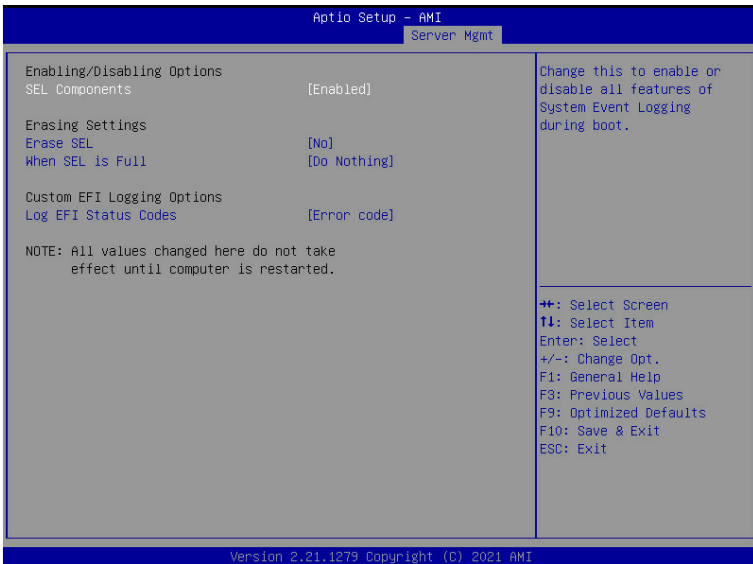 Aptio Setup – AMI
Server Mgmt
Enabling/Disabling Options
SEL Components [Enabled]
Erasing Settings
Erase SEL [No]
When SEL is Full [Do Nothing]
Custom EFI Logging Options
Log EFI Status Codes [Error code]
NOTE: All values changed here do not take
effect until computer is restarted.
Change this to enable or
disable all features of
System Event Logging
during boot.
→←: Select Screen
↑↓: Select Item
Enter: Select
+/-: Change Opt.
F1: General Help
F3: Previous Values
F9: Optimized Defaults
F10: Save & Exit
ESC: Exit
Version 2.21.1279 Copyright (C) 2021 AMI